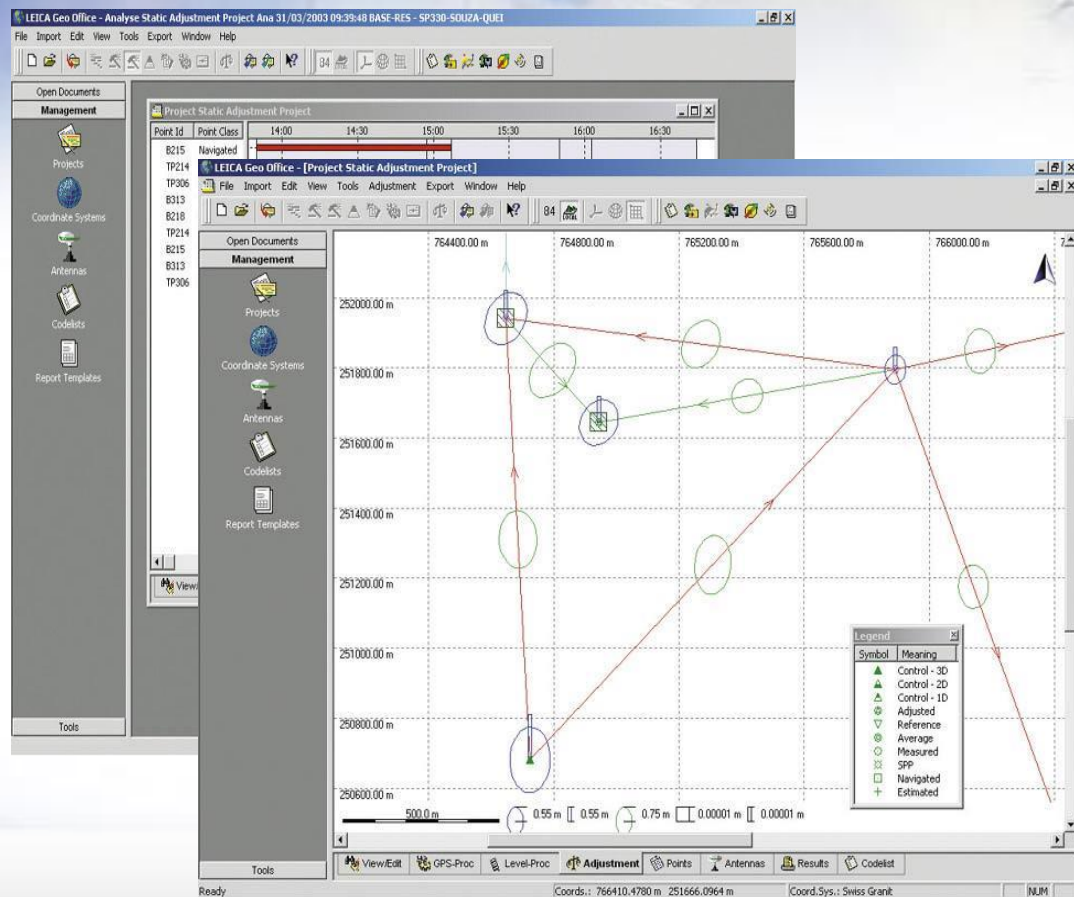 LEICA Geo Office - Analyse Static Adjustment Project Ana 31/03/2003 09:39:48 BASE-RES - SP330-SOUZA-QUEI
File Import Edit View Tools Export Window Help
84
Open Documents
Management
Projects
Coordinate Systems
Antennas
Codelists
Report Templates
Tools
Project Static Adjustment Project
Point Id Point Class 14:00 14:30 15:00 15:30 16:00 16:30
B215 Navigated
TP214
TP306
B313
B218
TP214
B215
B313
TP306
View/
LEICA Geo Office - [Project Static Adjustment Project]
File Import Edit View Tools Adjustment Export Window Help
84 LOCAL
Open Documents
Management
Projects
Coordinate Systems
Antennas
Codelists
Report Templates
Tools
764400.00 m 764800.00 m 765200.00 m 765600.00 m 766000.00 m 7
252000.00 m
251800.00 m
251600.00 m
251400.00 m
251200.00 m
251000.00 m
250800.00 m
250600.00 m
Legend
Symbol Meaning
Control - 3D
Control - 2D
Control - 1D
Adjusted
Reference
Average
Measured
SPP
Navigated
Estimated
500.0 m 0.55 m 0.55 m 0.75 m 0.00001 m 0.00001 m
View/Edit GPS-Proc Level-Proc Adjustment Points Antennas Results Codelist
Ready Coords.: 766410.4780 m 251666.0964 m Coord.Sys.: Swiss Granit NUM